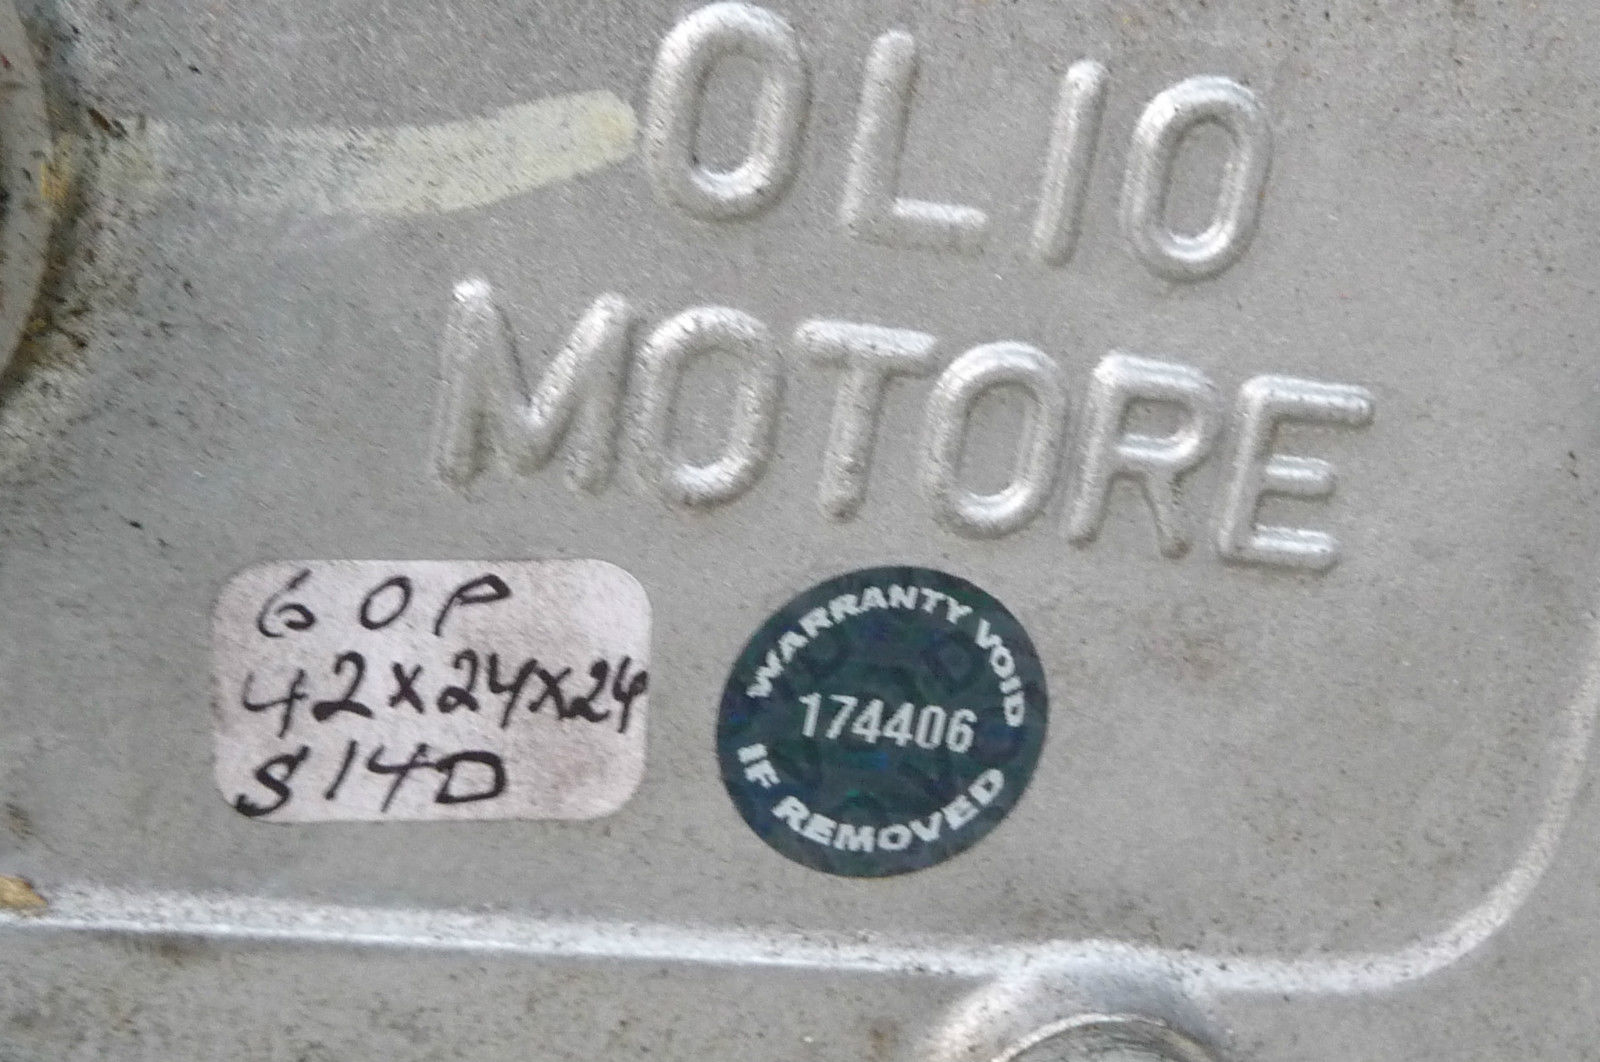 OLIO
MOTORE
60P
42x24x24
S14D
WARRANTY VOID
174406
IF REMOVED